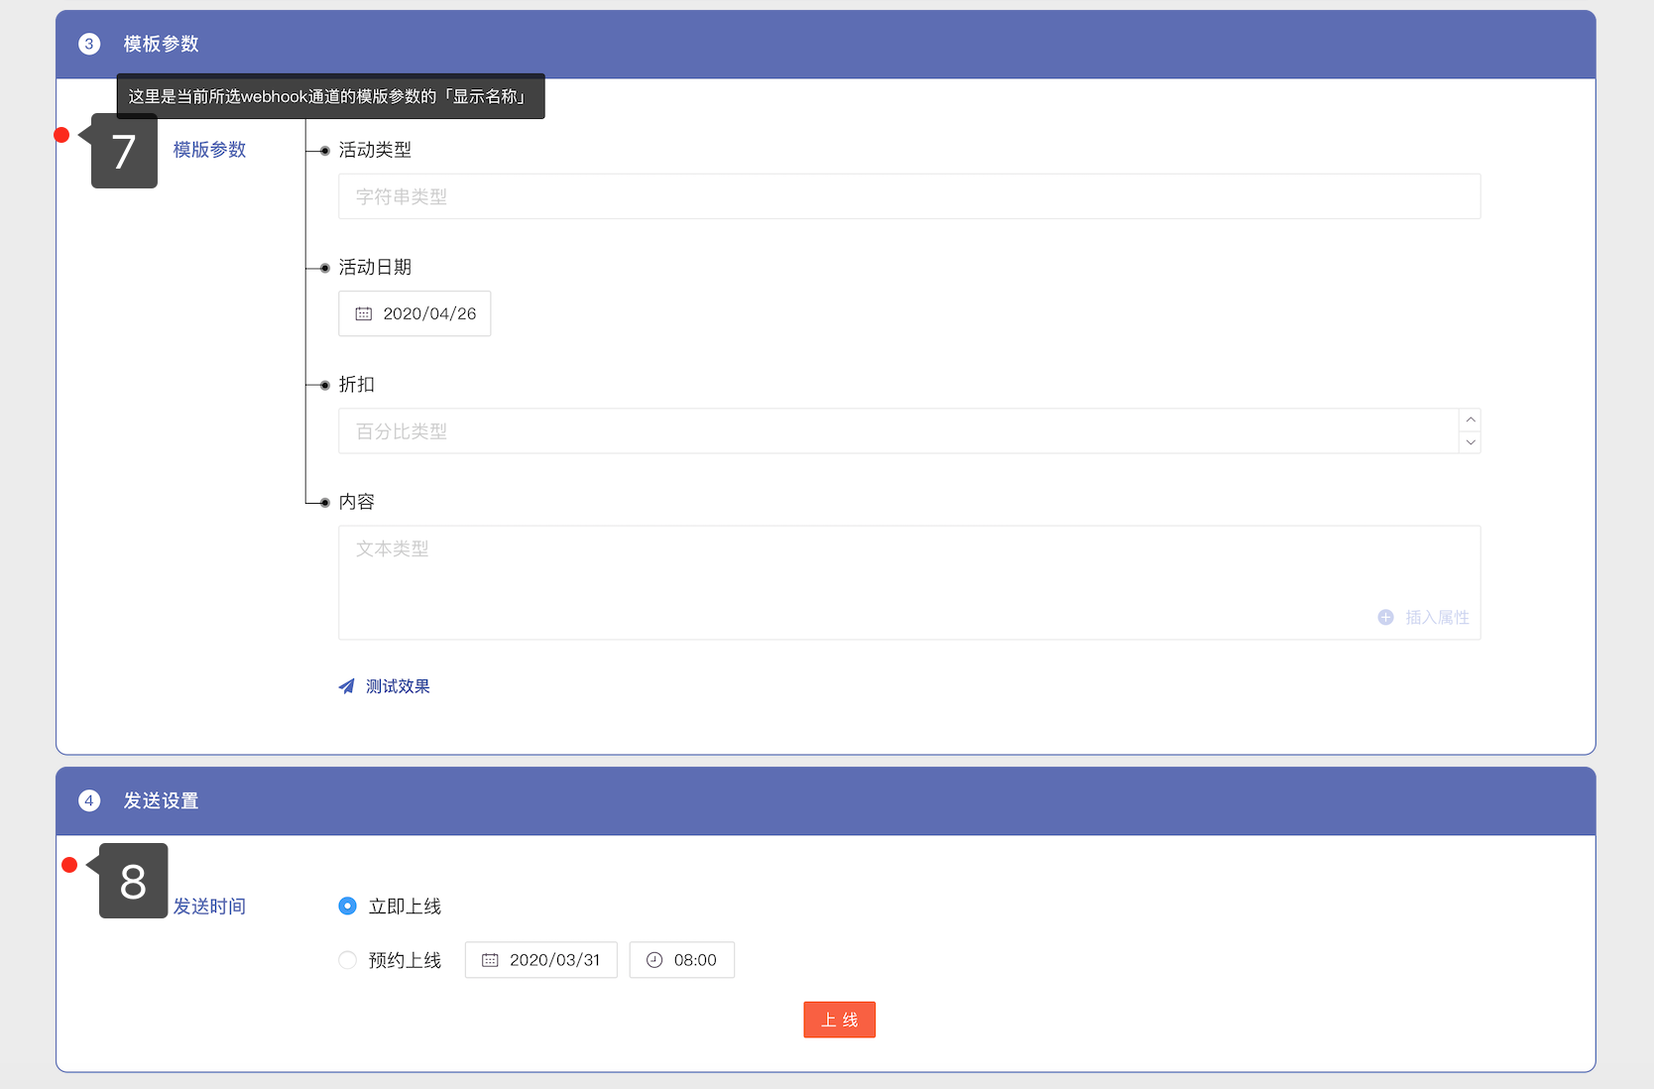 3 模板参数
这里是当前所选webhook通道的模版参数的「显示名称」
7
模版参数
活动类型
字符串类型
活动日期
2020/04/26
折扣
百分比类型
内容
文本类型
插入属性
测试效果
4 发送设置
8
发送时间
立即上线
预约上线 2020/03/31 08:00
上 线